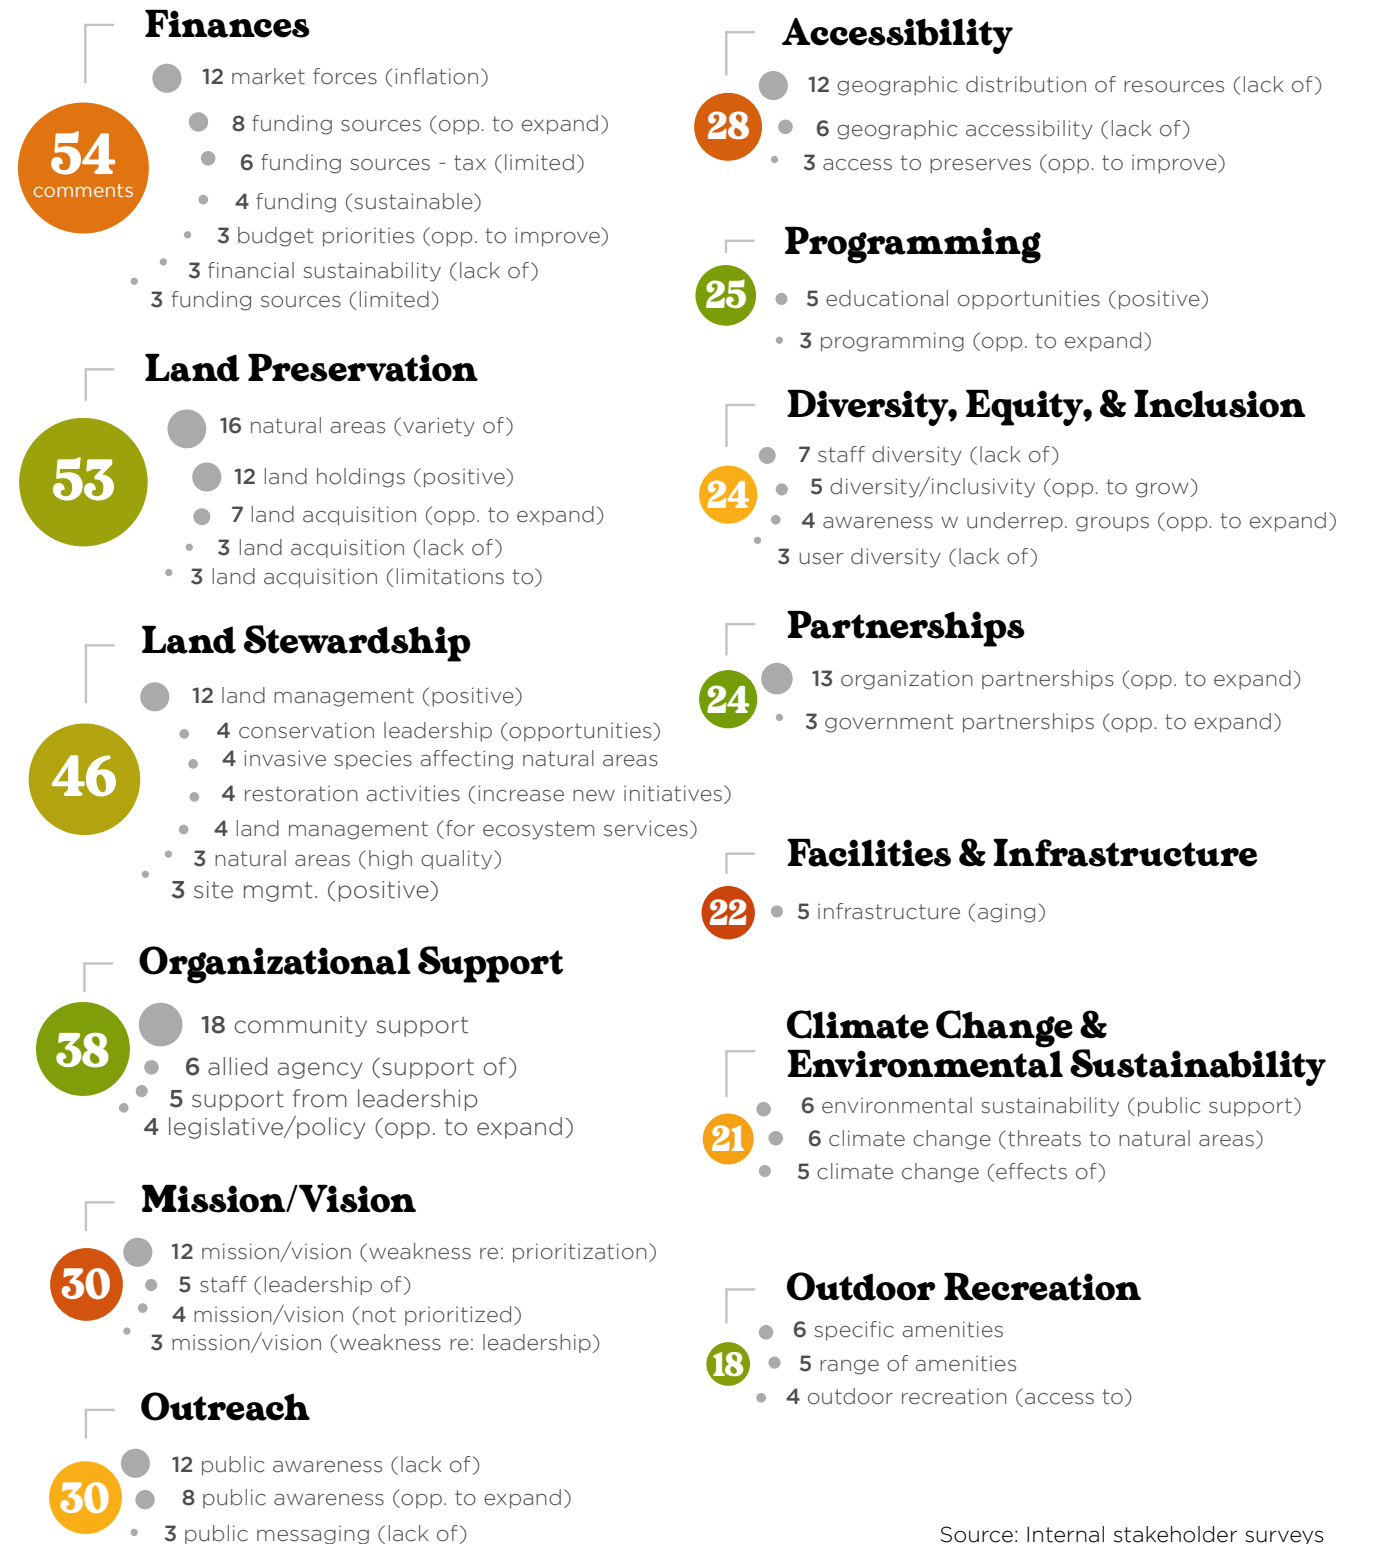 Finances
54
comments
12 market forces (inflation)
8 funding sources (opp. to expand)
6 funding sources - tax (limited)
4 funding (sustainable)
3 budget priorities (opp. to improve)
3 financial sustainability (lack of)
3 funding sources (limited)
Land Preservation
53
16 natural areas (variety of)
12 land holdings (positive)
7 land acquisition (opp. to expand)
3 land acquisition (lack of)
3 land acquisition (limitations to)
Land Stewardship
46
12 land management (positive)
4 conservation leadership (opportunities)
4 invasive species affecting natural areas
4 restoration activities (increase new initiatives)
4 land management (for ecosystem services)
3 natural areas (high quality)
3 site mgmt. (positive)
Organizational Support
38
18 community support
6 allied agency (support of)
5 support from leadership
4 legislative/policy (opp. to expand)
Mission/Vision
30
12 mission/vision (weakness re: prioritization)
5 staff (leadership of)
4 mission/vision (not prioritized)
3 mission/vision (weakness re: leadership)
Outreach
30
12 public awareness (lack of)
8 public awareness (opp. to expand)
3 public messaging (lack of)
Accessibility
28
12 geographic distribution of resources (lack of)
6 geographic accessibility (lack of)
3 access to preserves (opp. to improve)
Programming
25
5 educational opportunities (positive)
3 programming (opp. to expand)
Diversity, Equity, & Inclusion
24
7 staff diversity (lack of)
5 diversity/inclusivity (opp. to grow)
4 awareness w underrep. groups (opp. to expand)
3 user diversity (lack of)
Partnerships
24
13 organization partnerships (opp. to expand)
3 government partnerships (opp. to expand)
Facilities & Infrastructure
22
5 infrastructure (aging)
Climate Change &
Environmental Sustainability
21
6 environmental sustainability (public support)
6 climate change (threats to natural areas)
5 climate change (effects of)
Outdoor Recreation
18
6 specific amenities
5 range of amenities
4 outdoor recreation (access to)
Source: Internal stakeholder surveys